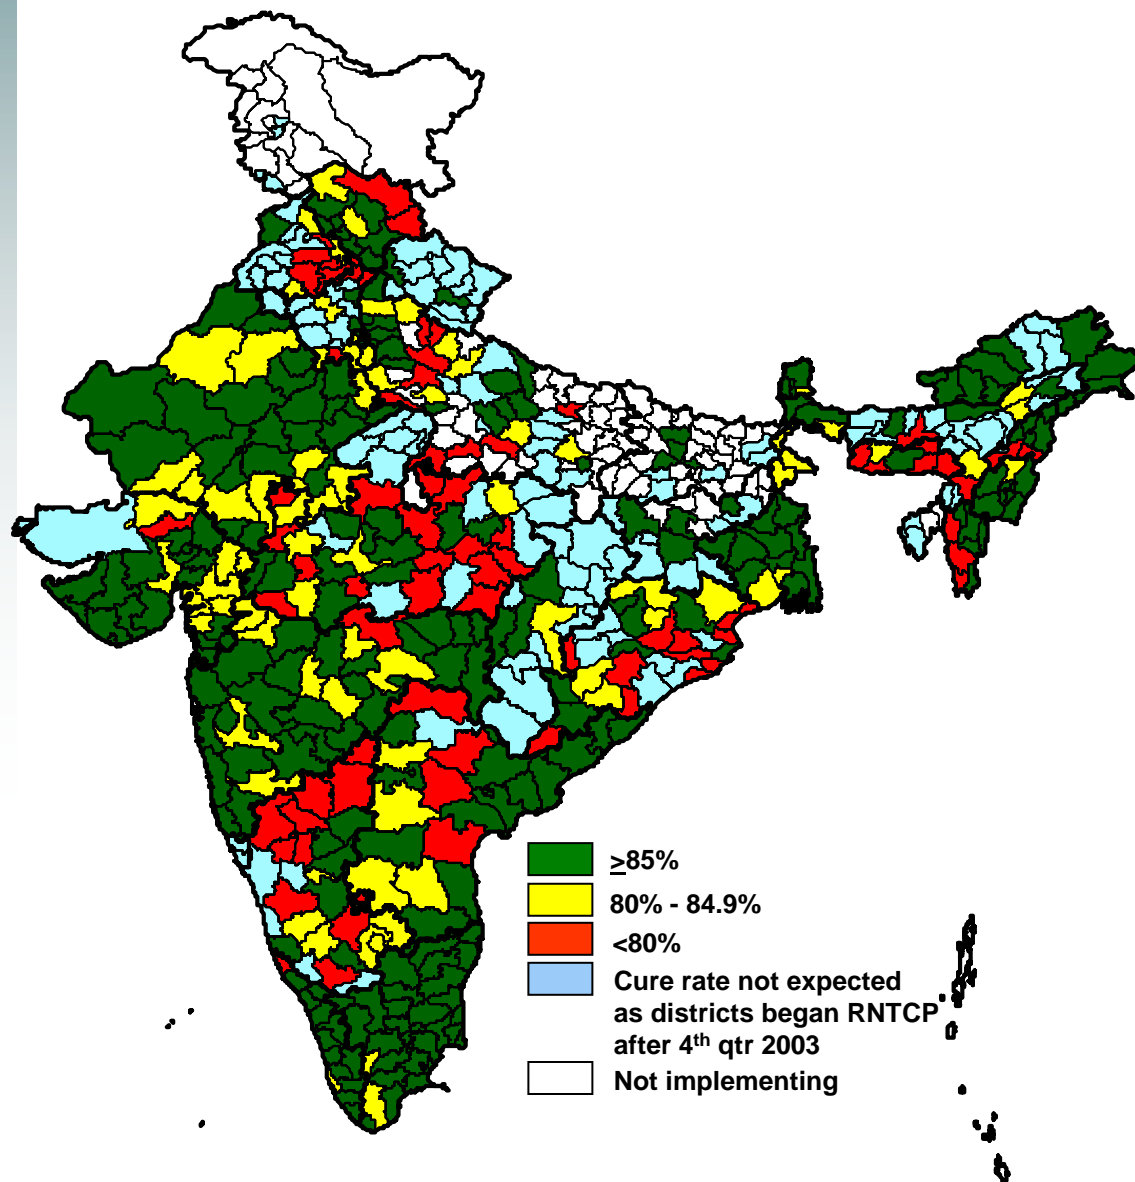 ≥85%
80% - 84.9%
<80%
Cure rate not expected
as districts began RNTCP
after 4th qtr 2003
Not implementing